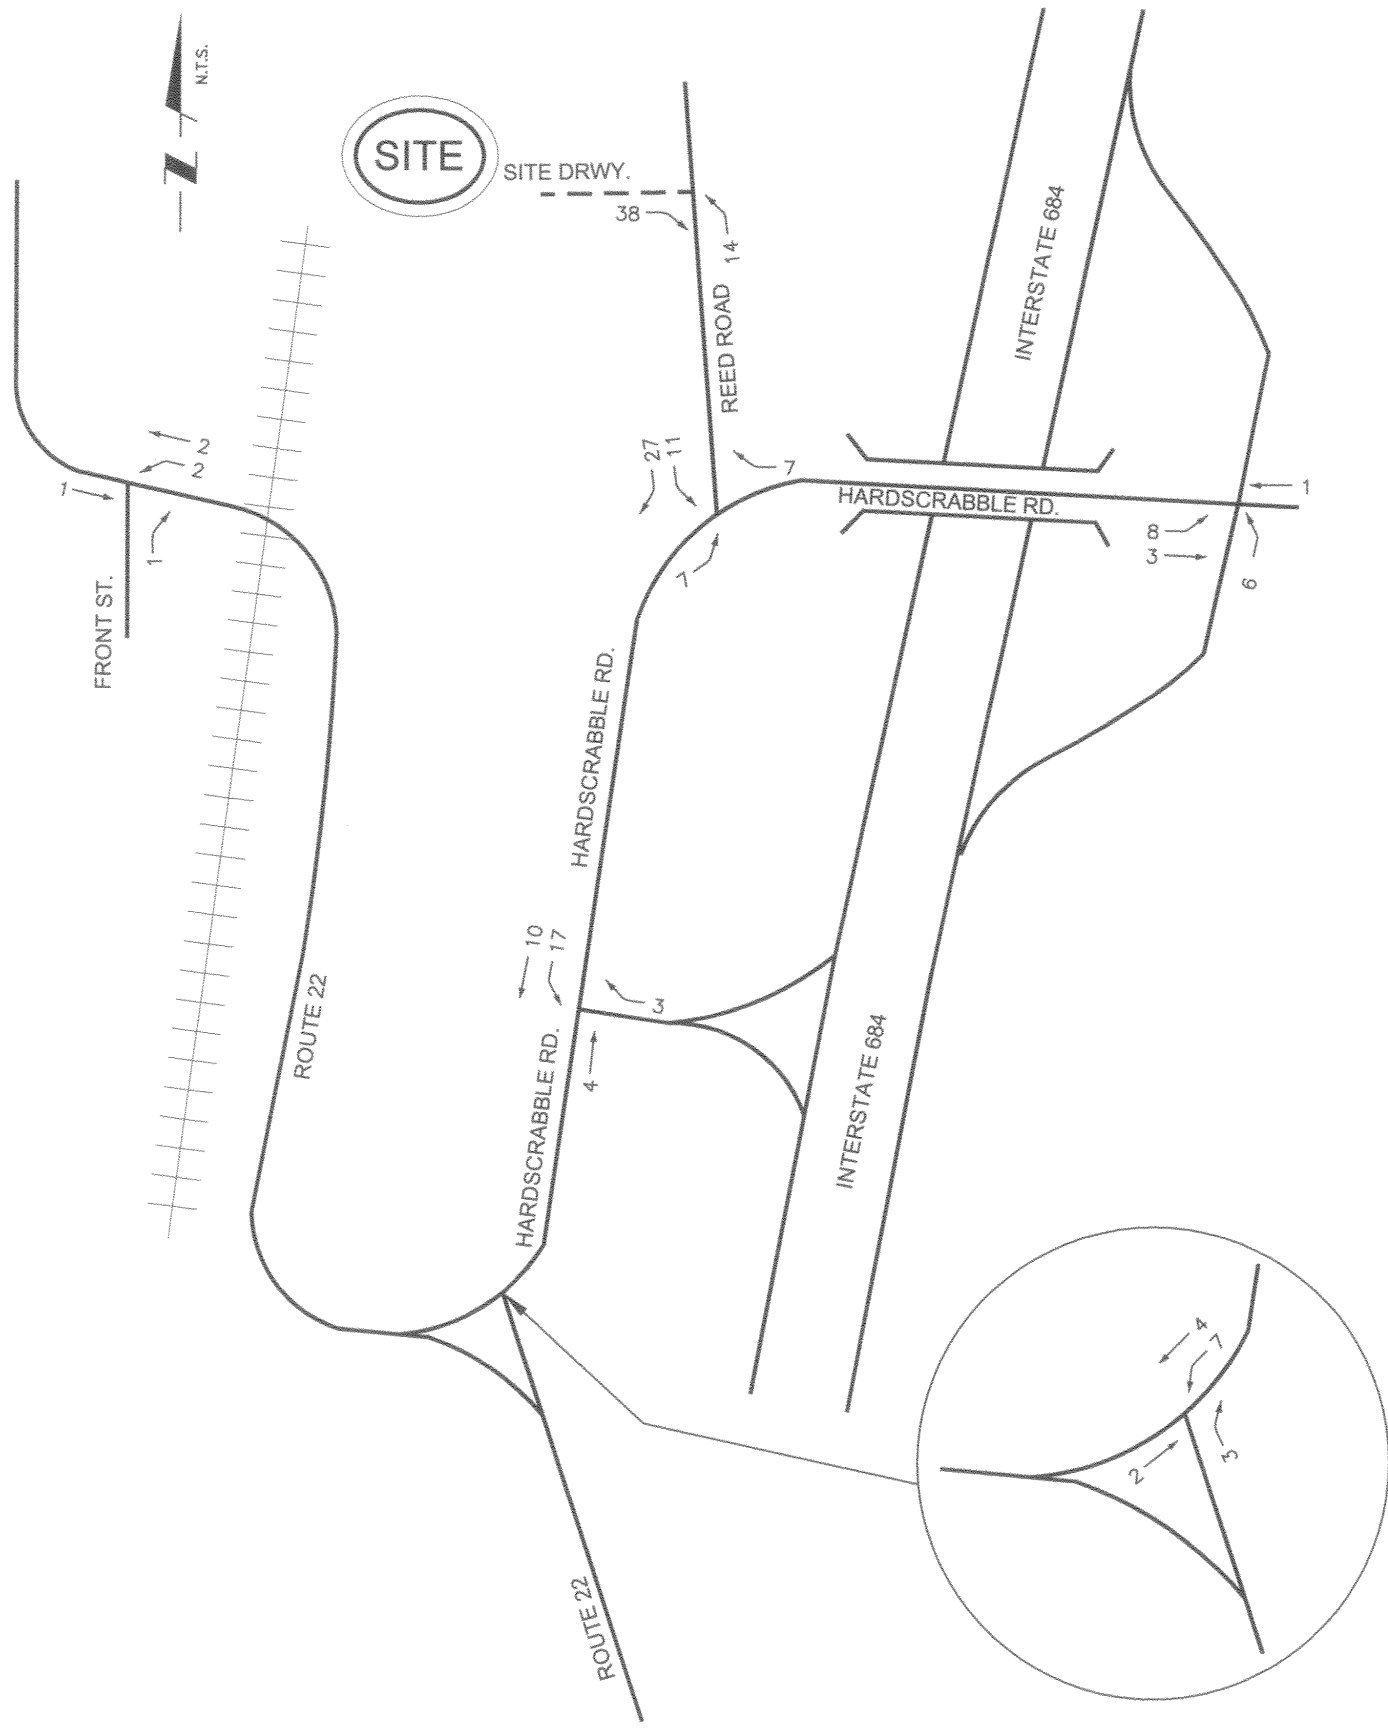 N.T.S.
N
SITE
SITE DRWY.
38
14
REED ROAD
INTERSTATE 684
2
2
1
1
FRONT ST.
27
11
7
7
HARDSCRABBLE RD.
1
8
3
6
HARDSCRABBLE RD.
10
17
3
4
ROUTE 22
HARDSCRABBLE RD.
INTERSTATE 684
ROUTE 22
4
7
2
3